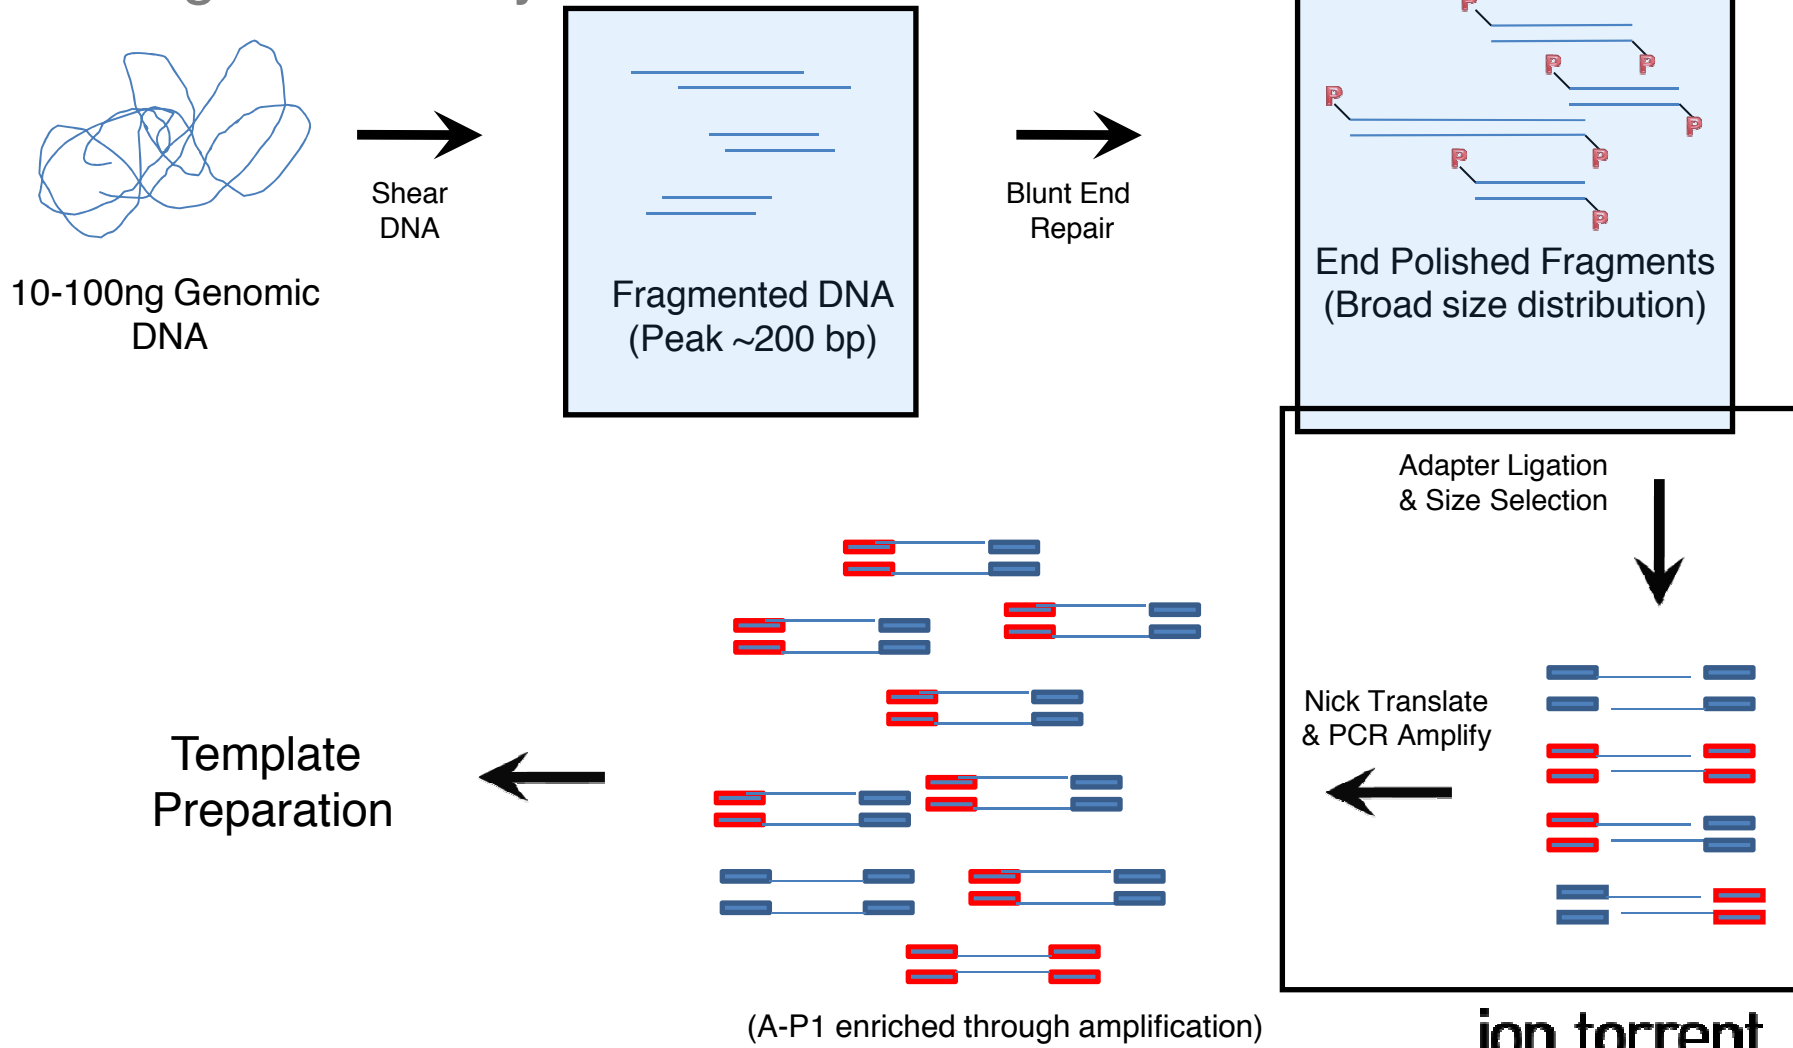 Shear
DNA
10-100ng Genomic
DNA
Fragmented DNA
(Peak ~200 bp)
Blunt End
Repair
P
P
P
P
P
P
P
P
End Polished Fragments
(Broad size distribution)
Adapter Ligation
& Size Selection
Nick Translate
& PCR Amplify
Template
Preparation
(A-P1 enriched through amplification)
ion torrent